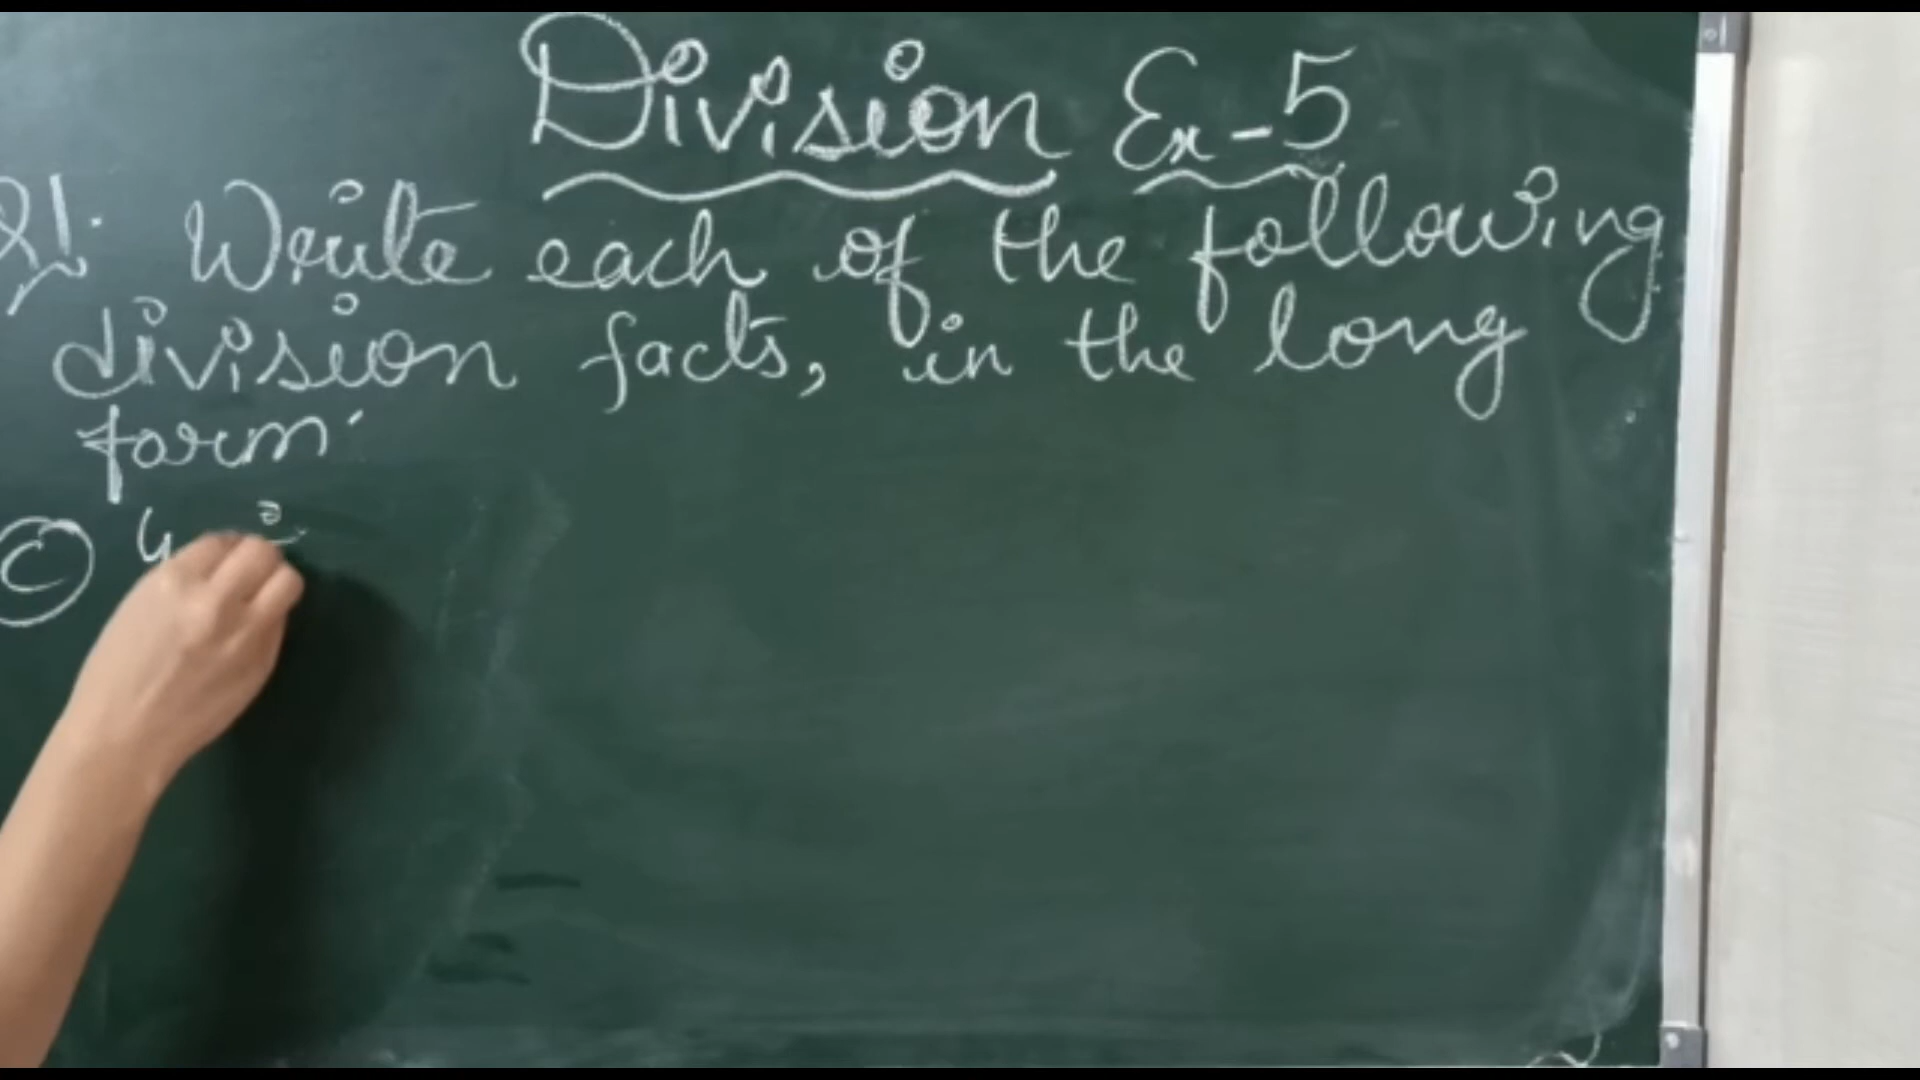 Division Ex-5
Q1. Write each of the following
division facts, in the long
form.
C 4